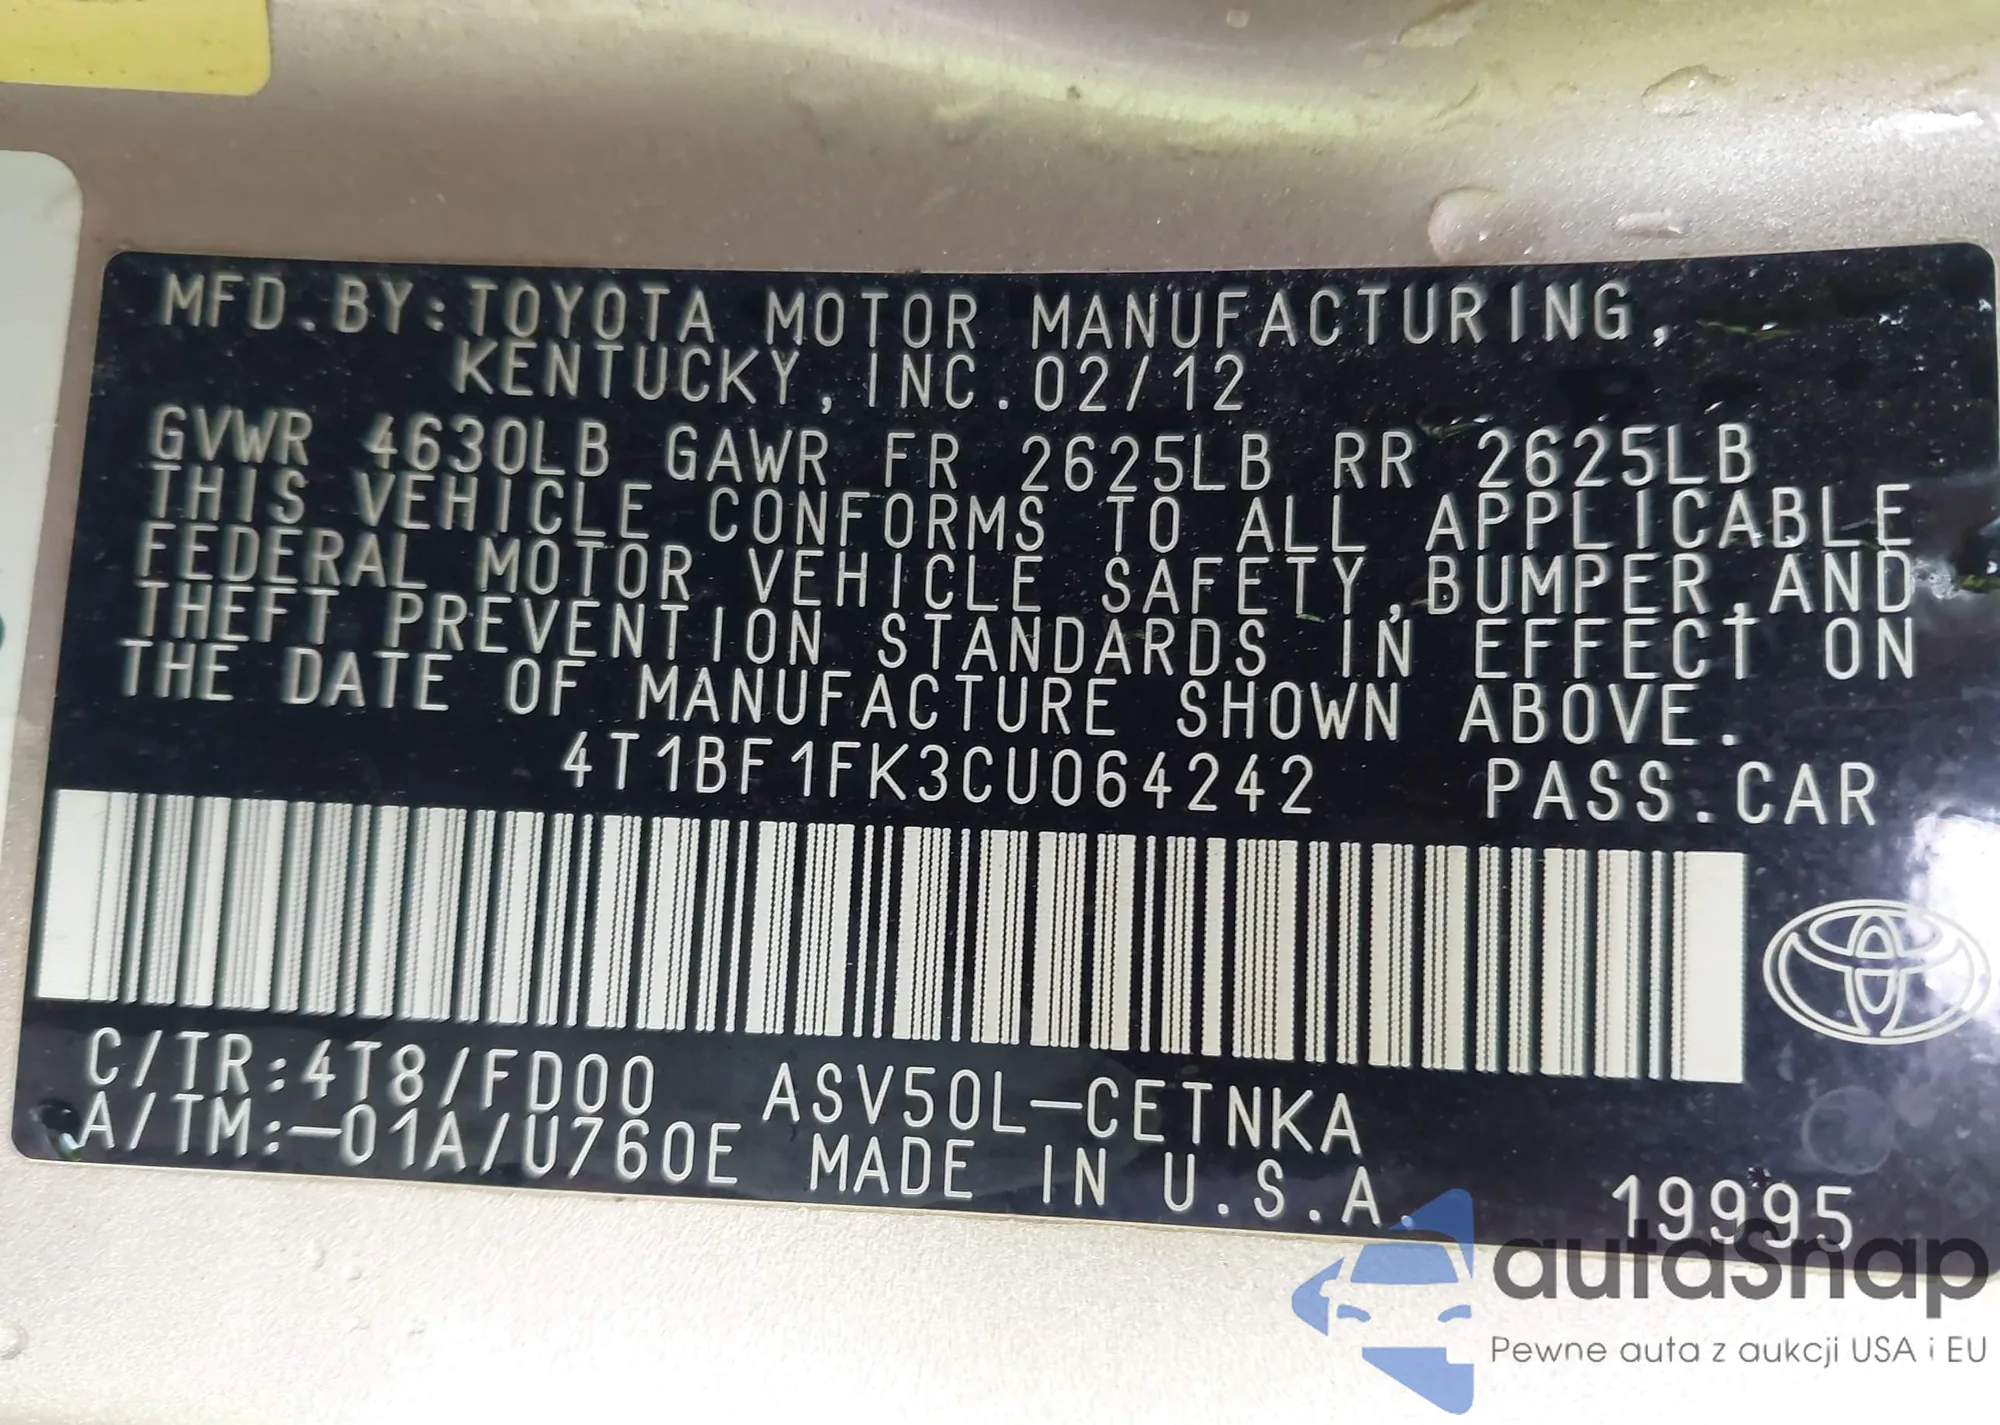 MFD.BY:TOYOTA MOTOR MANUFACTURING,
KENTUCKY,INC.02/12
GVWR 4630LB GAWR FR 2625LB RR 2625LB
THIS VEHICLE CONFORMS TO ALL APPLICABLE
FEDERAL MOTOR VEHICLE SAFETY,BUMPER,AND
THEFT PREVENTION STANDARDS IN EFFECT ON
THE DATE OF MANUFACTURE SHOWN ABOVE.
4T1BF1FK3CU064242 PASS.CAR
C/TR:4T8/FD00 ASV50L-CETNKA
A/TM:-01A/U760E MADE IN U.S.A.
19995
autasnap
Pewne auta z aukcji USA i EU